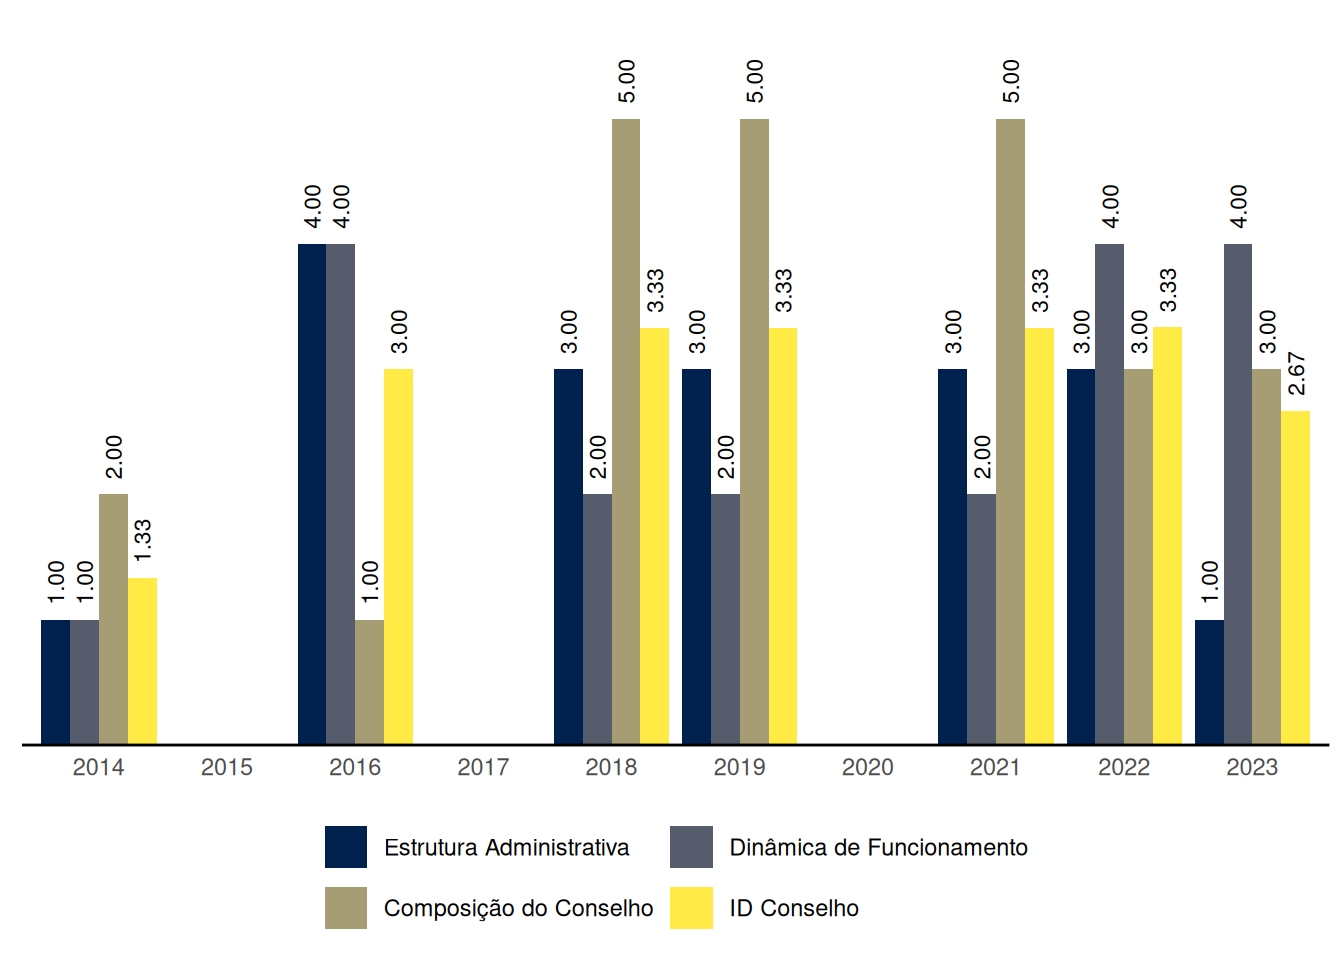 1.00 1.00 2.00 1.33
4.00 4.00 1.00 3.00
3.00 2.00 5.00 3.33
3.00 2.00 5.00 3.33
3.00 2.00 5.00 3.33
3.00 4.00 3.00 3.33
1.00 4.00 3.00 2.67
2014 2015 2016 2017 2018 2019 2020 2021 2022 2023
Estrutura Administrativa Dinâmica de Funcionamento
Composição do Conselho ID Conselho